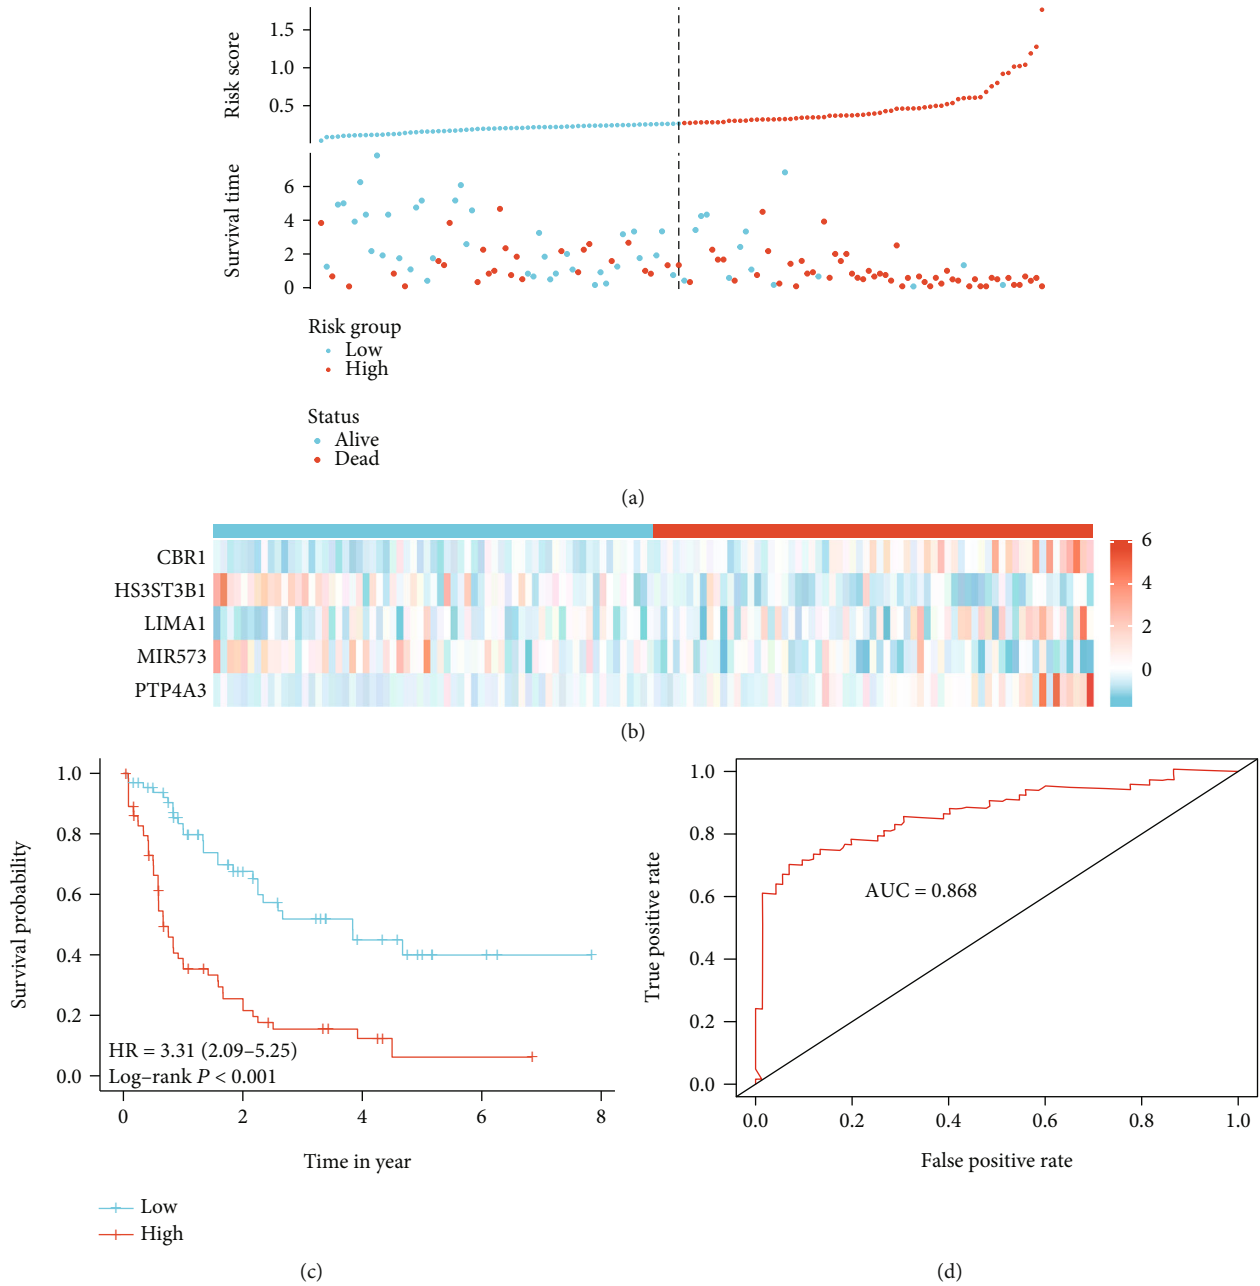 Risk score
1.5
1.0
0.5
Survival time
6
4
2
0
Risk group
Low
High
Status
Alive
Dead
(a)
CBR1
HS3ST3B1
LIMA1
MIR573
PTP4A3
6
4
2
0
(b)
Survival probability
1.0
0.8
0.6
0.4
0.2
0.0
HR = 3.31 (2.09–5.25)
Log–rank P < 0.001
0 2 4 6 8
Time in year
Low
High
(c)
True positive rate
1.0
0.8
0.6
0.4
0.2
0.0
AUC = 0.868
0.0 0.2 0.4 0.6 0.8 1.0
False positive rate
(d)